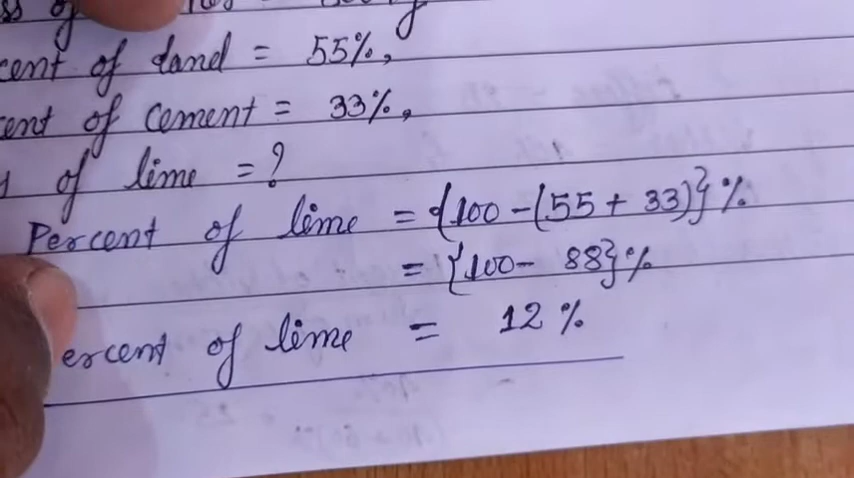 cent of sand = 55%,
cent of cement = 33%,
of lime = ?
Percent of lime = {100-(55+ 33)}%
= {100- 88}%
ercent of lime = 12%